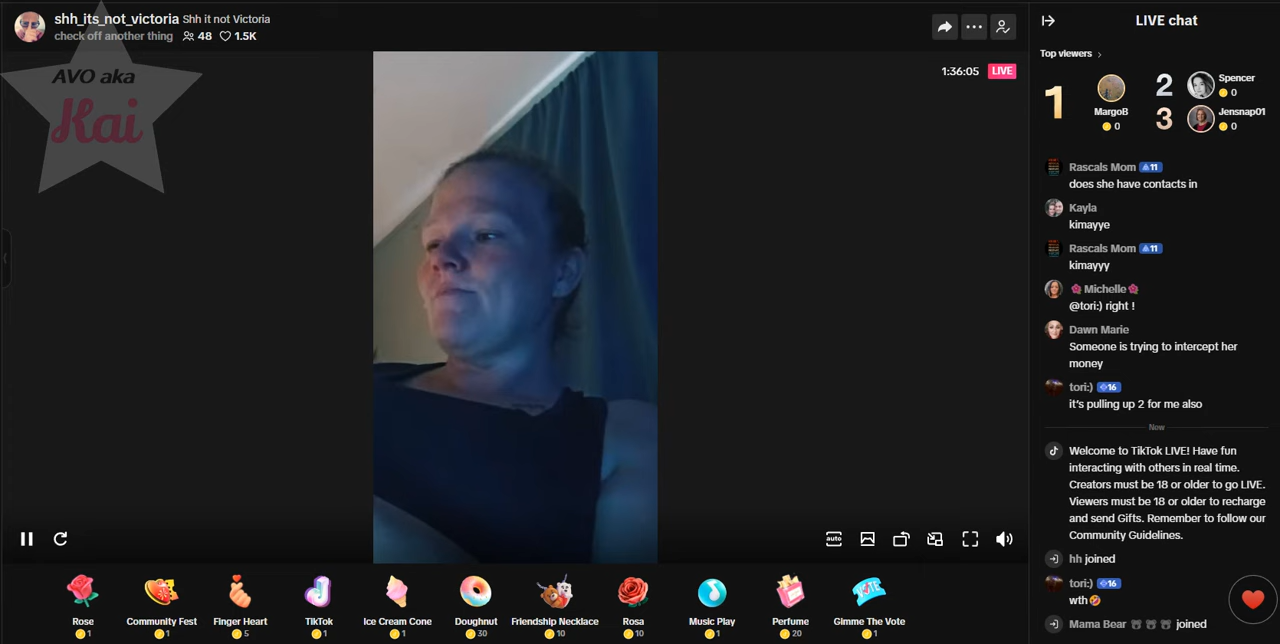 shh_its_not_victoria Shh it not Victoria
check off another thing 48 1.5K
AVO aka
Kai
1:36:05 LIVE
LIVE chat
Top viewers
1
MargoB
0
2
Spencer
0
3
Jensnap01
0
Rascals Mom 11
does she have contacts in
Kayla
kimayye
Rascals Mom 11
kimayyy
🌺Michelle🌺
@tori:) right !
Dawn Marie
Someone is trying to intercept her
money
tori:) 16
it's pulling up 2 for me also
Now
Welcome to TikTok LIVE! Have fun
interacting with others in real time.
Creators must be 18 or older to go LIVE.
Viewers must be 18 or older to recharge
and send Gifts. Remember to follow our
Community Guidelines.
hh joined
tori:) 16
wth🤣
Mama Bear 🐻🐻🐻 joined
auto
VOTE
Rose
1
Community Fest
1
Finger Heart
5
TikTok
1
Ice Cream Cone
1
Doughnut
30
Friendship Necklace
10
Rosa
10
Music Play
1
Perfume
20
Gimme The Vote
1